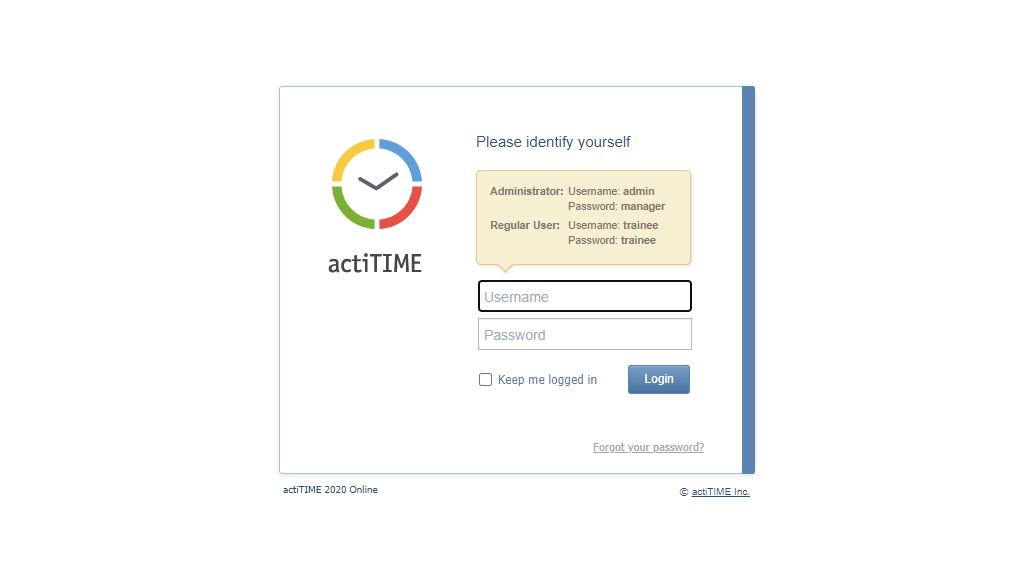 Please identify yourself
Administrator: Username: admin
Password: manager
Regular User: Username: trainee
Password: trainee
actiTIME
Username
Password
Keep me logged in
Login
Forgot your password?
actiTIME 2020 Online
© actiTIME Inc.